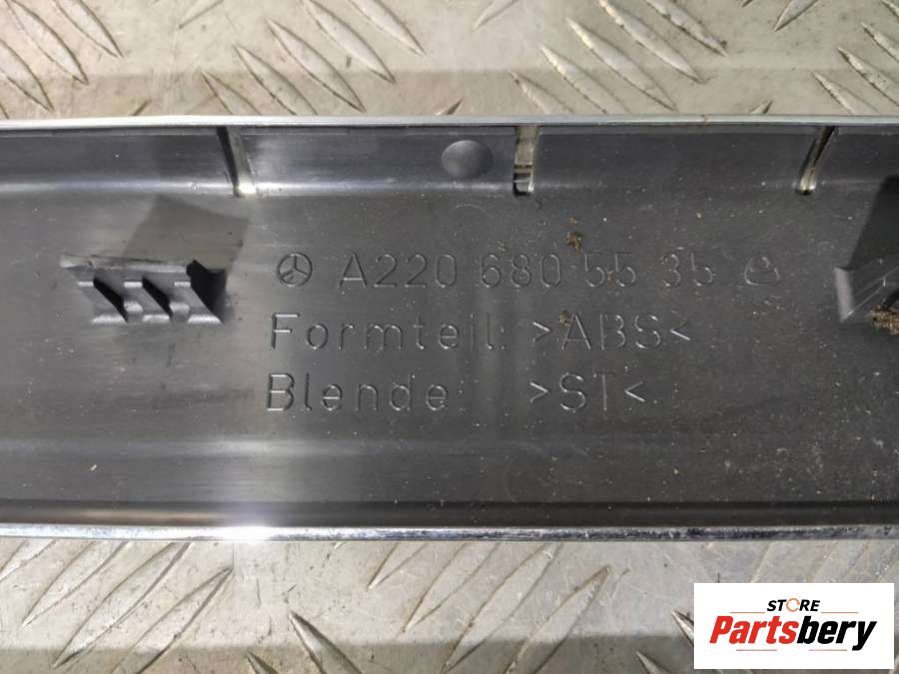 A220 680 55 35
Formteil: >ABS<
Blende: >ST<
STORE
Partsbery